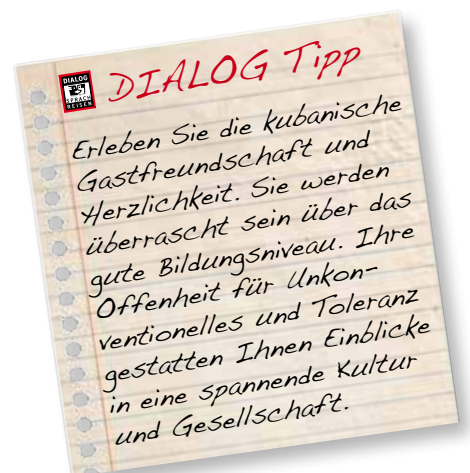 DIALOG
SPRACH
REISEN
DIALOG Tipp
Erleben Sie die kubanische
Gastfreundschaft und
Herzlichkeit. Sie werden
überrascht sein über das
gute Bildungsniveau. Ihre
Offenheit für Unkon-
ventionelles und Toleranz
gestatten Ihnen Einblicke
in eine spannende Kultur
und Gesellschaft.